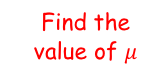 Find the
value of μ